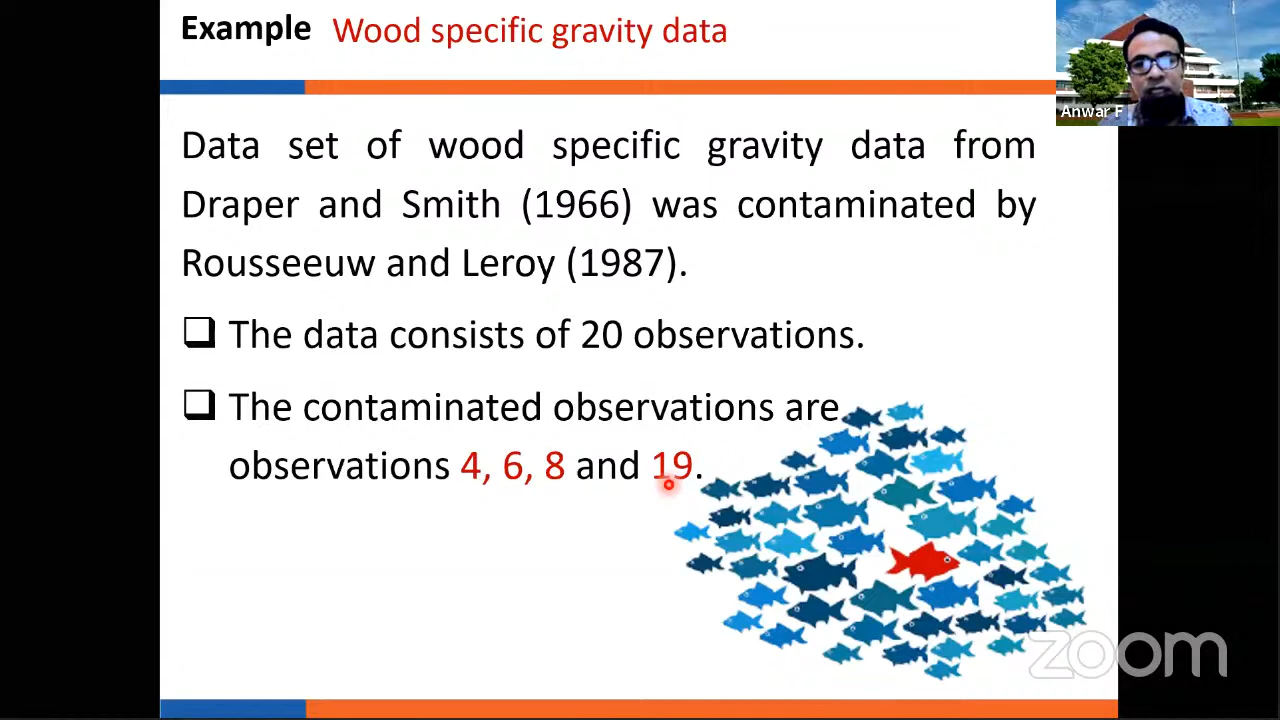 Example Wood specific gravity data
Anwar F
Data set of wood specific gravity data from
Draper and Smith (1966) was contaminated by
Rousseeuw and Leroy (1987).
The data consists of 20 observations.
The contaminated observations are
observations 4, 6, 8 and 19.
zoom